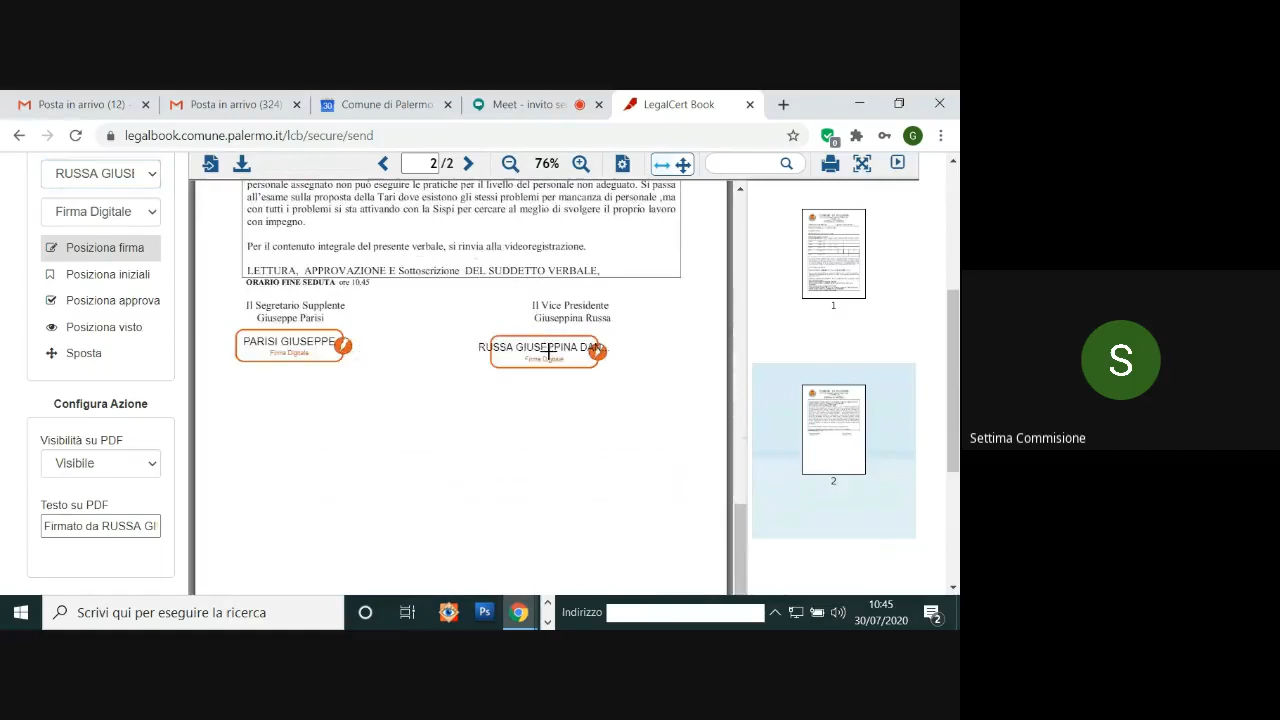 Posta in arrivo (12) -
Posta in arrivo (324)
30
Comune di Palermo
Meet - invito se
LegalCert Book
legalbook.comune.palermo.it/lcb/secure/send
0
G
RUSSA GIUS
2 /2
76%
Firma Digitale
Posiziona firma
Posiziona
Posiziona approva
Posiziona visto
Sposta
Configu
Visibilità su PDF
Visibile
Testo su PDF
Firmato da RUSSA GI
personale assegnato non può eseguire le pratiche per il livello del personale non adeguato. Si passa
all'esame sulla proposta della Tari dove esistono gli stessi problemi per mancanza di personale ,ma
con tutti i problemi si sta attivando con la Sispi per cercare al meglio di svolgere il proprio lavoro
con impegno.
Per il contenuto integrale del presente verbale, si rinvia alla videoregistrazione.
LETTURA, APPROVAZIONE E Sottoscrizione DEL SUDDETTO VERBALE,
ORARIO FINE SEDUTA ore 10.45
Il Segretario Supplente
Giuseppe Parisi
Il Vice Presidente
Giuseppina Russa
PARISI GIUSEPPE
Firma Digitale
RUSSA GIUSEPPINA DAN...
Firma Digitale
1
2
S
Settima Commisione
Scrivi qui per eseguire la ricerca
Ps
Indirizzo
10:45
30/07/2020
2